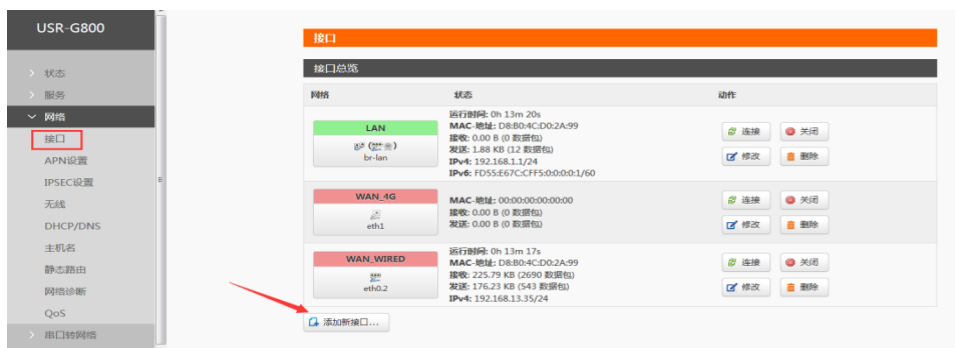 USR-G800
状态
服务
网络
接口
APN设置
IPSEC设置
无线
DHCP/DNS
主机名
静态路由
网络诊断
QoS
串口转网络
接口
接口总览
网络 状态 动作
LAN
br-lan
运行时间: 0h 13m 20s
MAC-地址: D8:B0:4C:D0:2A:99
接收: 0.00 B (0 数据包)
发送: 1.88 KB (12 数据包)
IPv4: 192.168.1.1/24
IPv6: FD55:E67C:CFF5:0:0:0:0:1/60
连接 关闭
修改 删除
WAN_4G
eth1
MAC-地址: 00:00:00:00:00:00
接收: 0.00 B (0 数据包)
发送: 0.00 B (0 数据包)
连接 关闭
修改 删除
WAN_WIRED
eth0.2
运行时间: 0h 13m 17s
MAC-地址: D8:B0:4C:D0:2A:99
接收: 225.79 KB (2690 数据包)
发送: 176.23 KB (543 数据包)
IPv4: 192.168.13.35/24
连接 关闭
修改 删除
添加新接口...